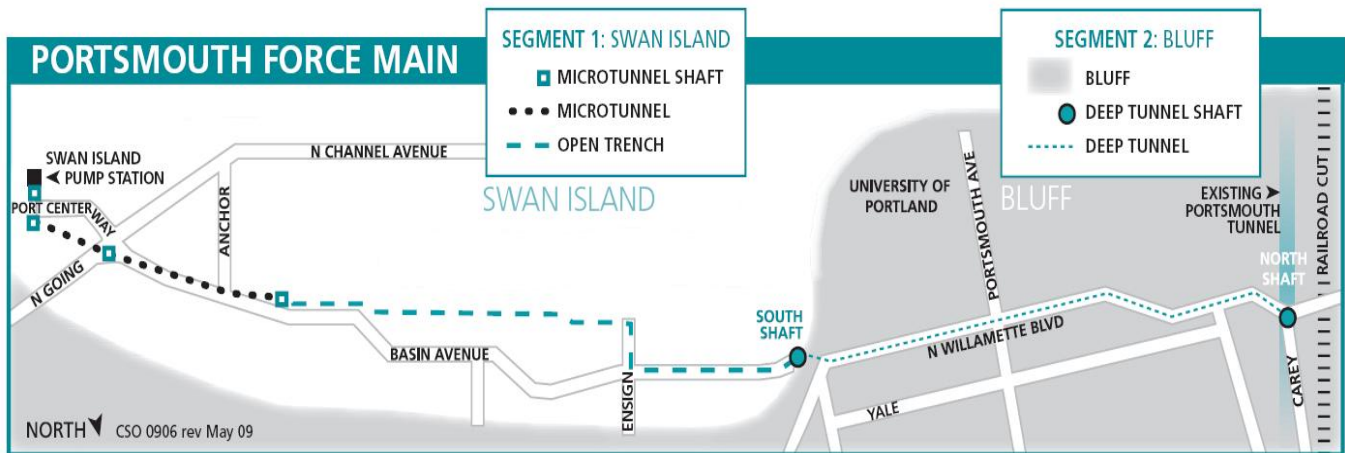 PORTSMOUTH FORCE MAIN
SEGMENT 1: SWAN ISLAND
MICROTUNNEL SHAFT
MICROTUNNEL
OPEN TRENCH
SEGMENT 2: BLUFF
BLUFF
DEEP TUNNEL SHAFT
DEEP TUNNEL
SWAN ISLAND
PUMP STATION
PORT CENTER
WAY
N GOING
N CHANNEL AVENUE
ANCHOR
SWAN ISLAND
BASIN AVENUE
ENSIGN
SOUTH
SHAFT
UNIVERSITY OF
PORTLAND
PORTSMOUTH AVE
BLUFF
N WILLAMETTE BLVD
YALE
EXISTING
PORTSMOUTH
TUNNEL
NORTH
SHAFT
CAREY
RAILROAD CUT
NORTH CSO 0906 rev May 09